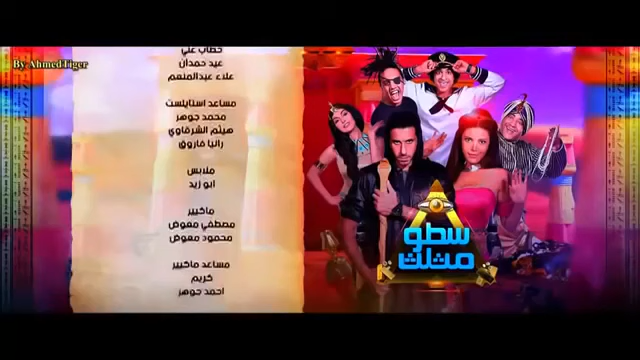 By AhmedTiger
خطاب علي
عيد حمدان
علاء عبدالمنعم
مساعد استايلست
محمد جوهر
هيثم الشرقاوي
رانيا فاروق
ملابس
ابو زيد
ماكيير
مصطفي معوض
محمود معوض
مساعد ماكيير
كريم
احمد جوهر
سطو
مثلث